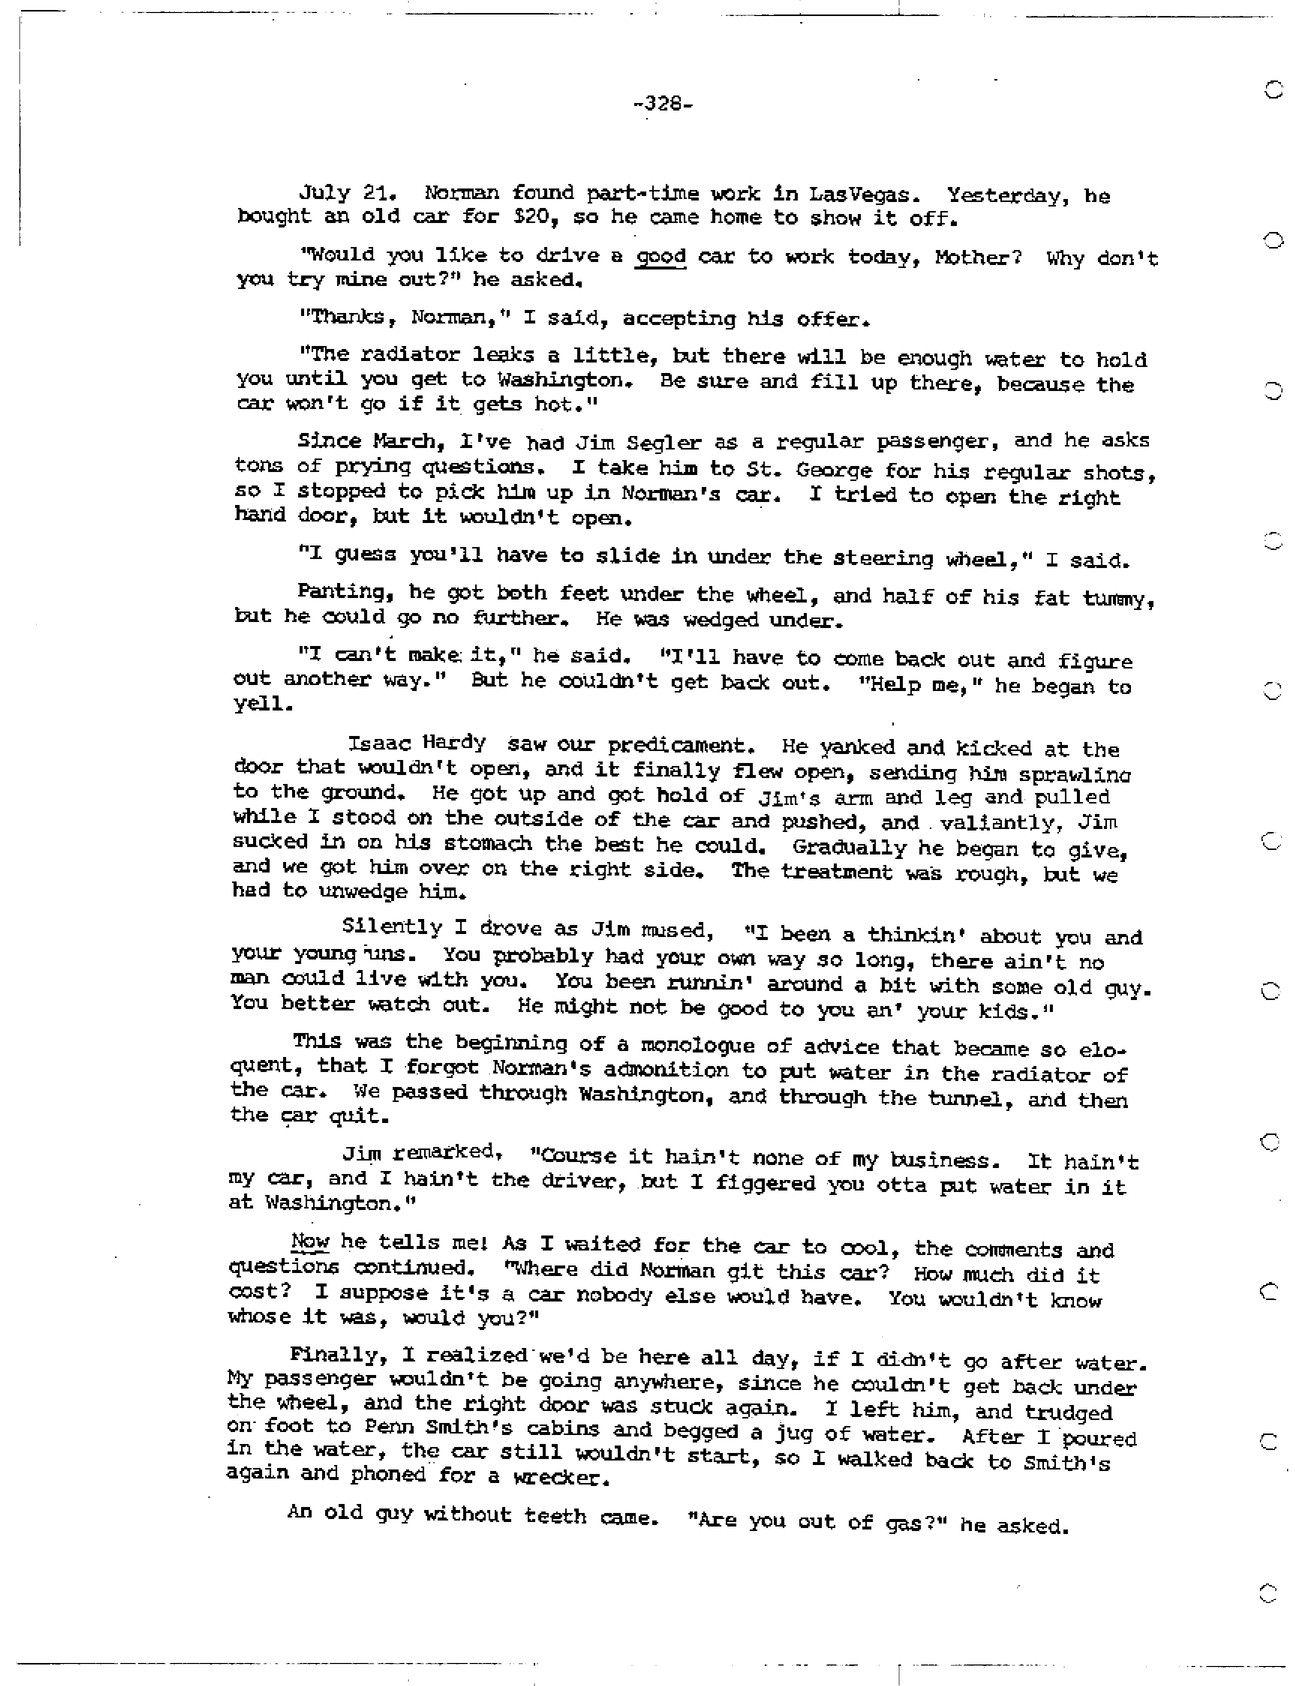 -328-
July 21. Norman found part-time work in LasVegas. Yesterday, he
bought an old car for $20, so he came home to show it off.
"Would you like to drive a good car to work today, Mother? Why don't
you try mine out?" he asked.
"Thanks, Norman," I said, accepting his offer.
"The radiator leaks a little, but there will be enough water to hold
you until you get to Washington. Be sure and fill up there, because the
car won't go if it gets hot."
Since March, I've had Jim Segler as a regular passenger, and he asks
tons of prying questions. I take him to St. George for his regular shots,
so I stopped to pick him up in Norman's car. I tried to open the right
hand door, but it wouldn't open.
"I guess you'll have to slide in under the steering wheel," I said.
Panting, he got both feet under the wheel, and half of his fat tummy,
but he could go no further. He was wedged under.
"I can't make it," he said. "I'll have to come back out and figure
out another way." But he couldn't get back out. "Help me," he began to
yell.
Isaac Hardy saw our predicament. He yanked and kicked at the
door that wouldn't open, and it finally flew open, sending him sprawling
to the ground. He got up and got hold of Jim's arm and leg and pulled
while I stood on the outside of the car and pushed, and valiantly, Jim
sucked in on his stomach the best he could. Gradually he began to give,
and we got him over on the right side. The treatment was rough, but we
had to unwedge him.
Silently I drove as Jim mused, "I been a thinkin' about you and
your young 'uns. You probably had your own way so long, there ain't no
man could live with you. You been runnin' around a bit with some old guy.
You better watch out. He might not be good to you an' your kids."
This was the beginning of a monologue of advice that became so elo-
quent, that I forgot Norman's admonition to put water in the radiator of
the car. We passed through Washington, and through the tunnel, and then
the car quit.
Jim remarked, "Course it hain't none of my business. It hain't
my car, and I hain't the driver, but I figgered you otta put water in it
at Washington."
Now he tells me! As I waited for the car to cool, the comments and
questions continued. "Where did Norman git this car? How much did it
cost? I suppose it's a car nobody else would have. You wouldn't know
whose it was, would you?"
Finally, I realized we'd be here all day, if I didn't go after water.
My passenger wouldn't be going anywhere, since he couldn't get back under
the wheel, and the right door was stuck again. I left him, and trudged
on foot to Penn Smith's cabins and begged a jug of water. After I poured
in the water, the car still wouldn't start, so I walked back to Smith's
again and phoned for a wrecker.
An old guy without teeth came. "Are you out of gas?" he asked.